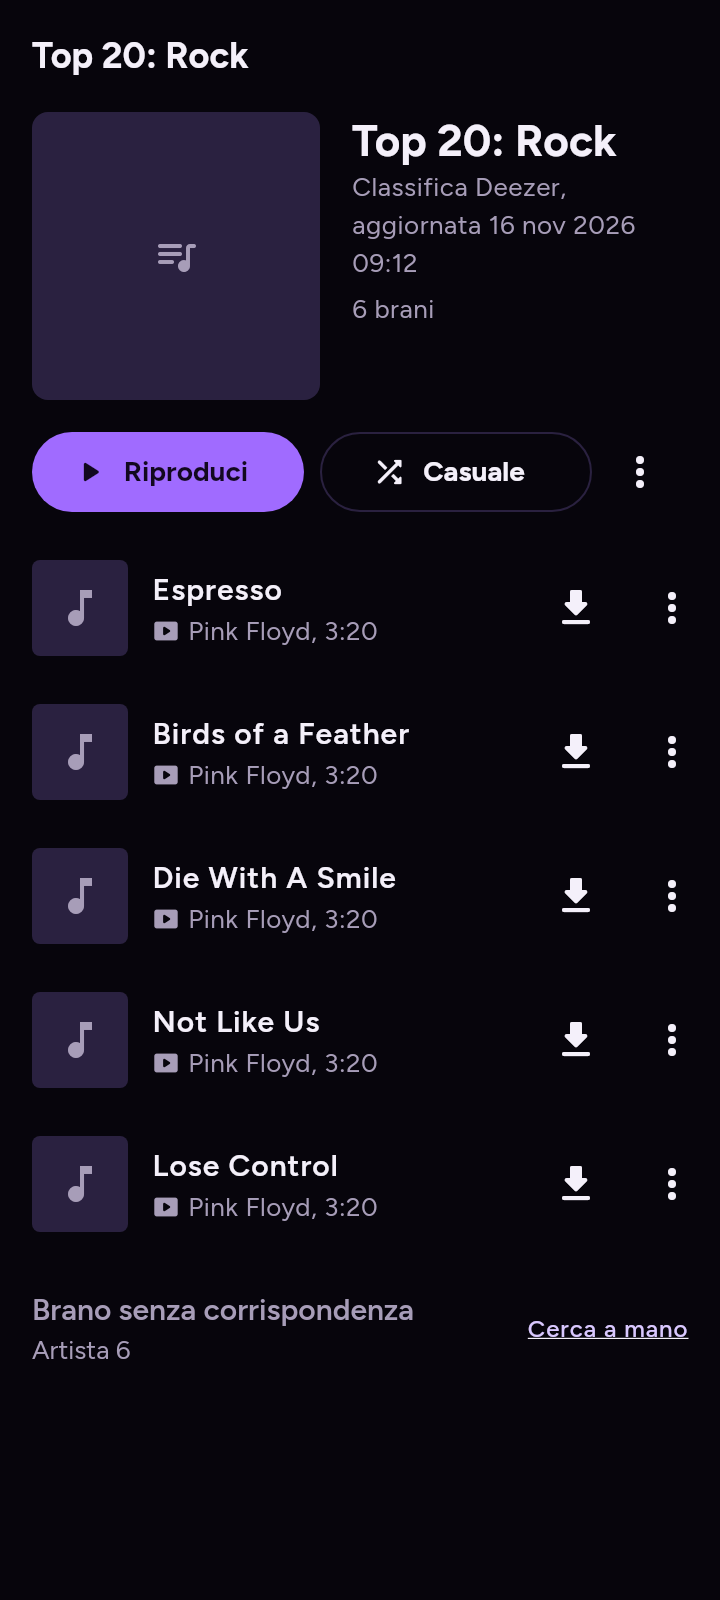 Top 20: Rock
Top 20: Rock
Classifica Deezer,
aggiornata 16 nov 2026
09:12
6 brani
Riproduci
Casuale
Espresso
Pink Floyd, 3:20
Birds of a Feather
Pink Floyd, 3:20
Die With A Smile
Pink Floyd, 3:20
Not Like Us
Pink Floyd, 3:20
Lose Control
Pink Floyd, 3:20
Brano senza corrispondenza
Artista 6
Cerca a mano